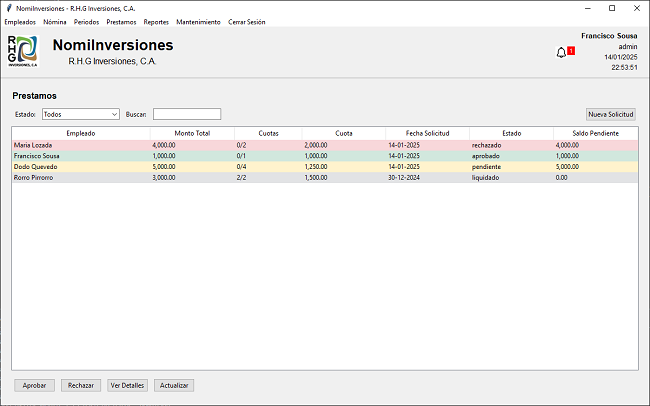 NomiInversiones - R.H.G Inversiones, C.A.
Empleados Nómina Periodos Prestamos Reportes Mantenimiento Cerrar Sesión
RHG
INVERSIONES, C.A
NomiInversiones
R.H.G Inversiones, C.A.
1
Francisco Sousa
admin
14/01/2025
22:53:51
Prestamos
Estado: Todos Buscar: Nueva Solicitud
Empleado Monto Total Cuotas Cuota Fecha Solicitud Estado Saldo Pendiente
Maria Lozada 4,000.00 0/2 2,000.00 14-01-2025 rechazado 4,000.00
Francisco Sousa 1,000.00 0/1 1,000.00 14-01-2025 aprobado 1,000.00
Dodo Quevedo 5,000.00 0/4 1,250.00 14-01-2025 pendiente 5,000.00
Rorro Pirrorro 3,000.00 2/2 1,500.00 30-12-2024 liquidado 0.00
Aprobar Rechazar Ver Detalles Actualizar